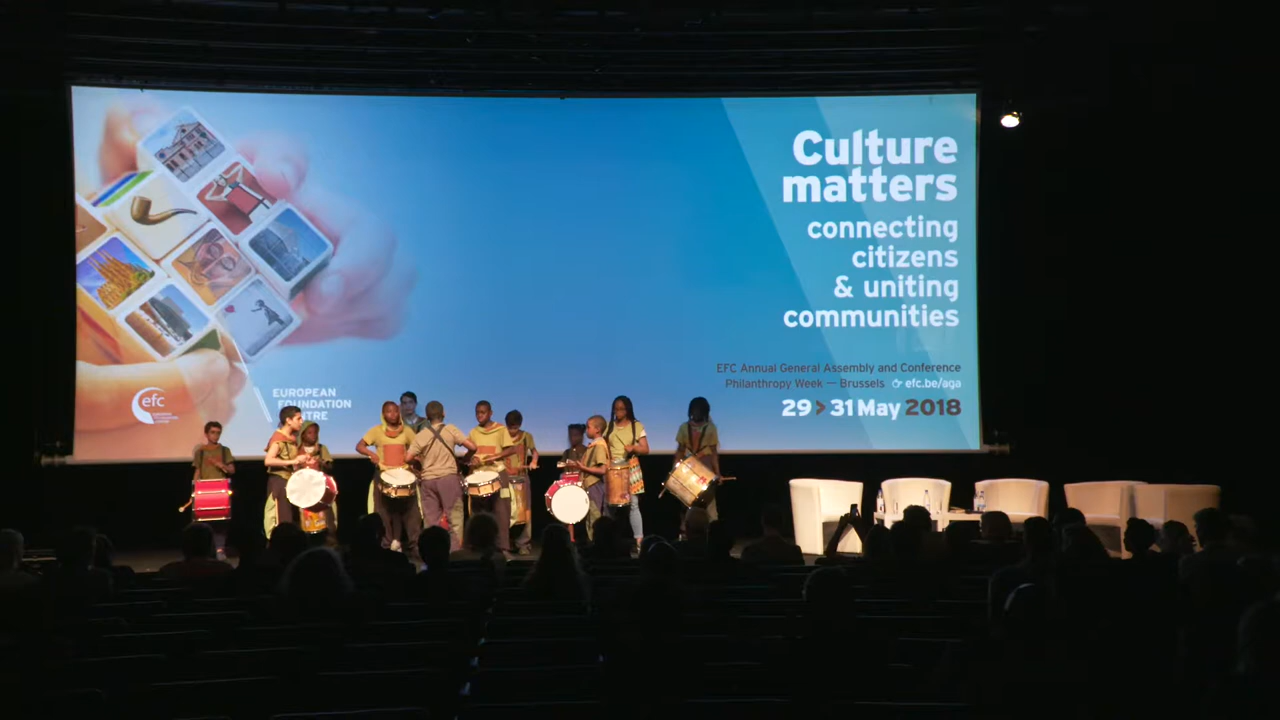 Culture
matters
connecting
citizens
& uniting
communities
EFC Annual General Assembly and Conference
Philanthropy Week — Brussels efc.be/aga
29 > 31 May 2018
efc
EUROPEAN
FOUNDATION
CENTRE